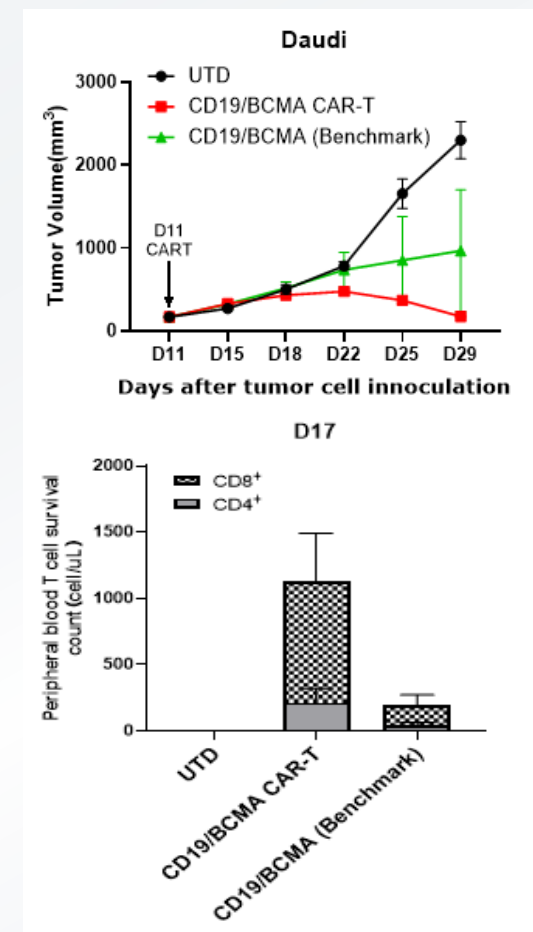 Daudi
3000
2000
1000
0
Tumor Volume(mm³)
UTD
CD19/BCMA CAR-T
CD19/BCMA (Benchmark)
D11
CART
D11 D15 D18 D22 D25 D29
Days after tumor cell innoculation
D17
2000
1500
1000
500
0
Peripheral blood T cell survival
count (cell/uL)
CD8⁺
CD4⁺
UTD
CD19/BCMA CAR-T
CD19/BCMA (Benchmark)